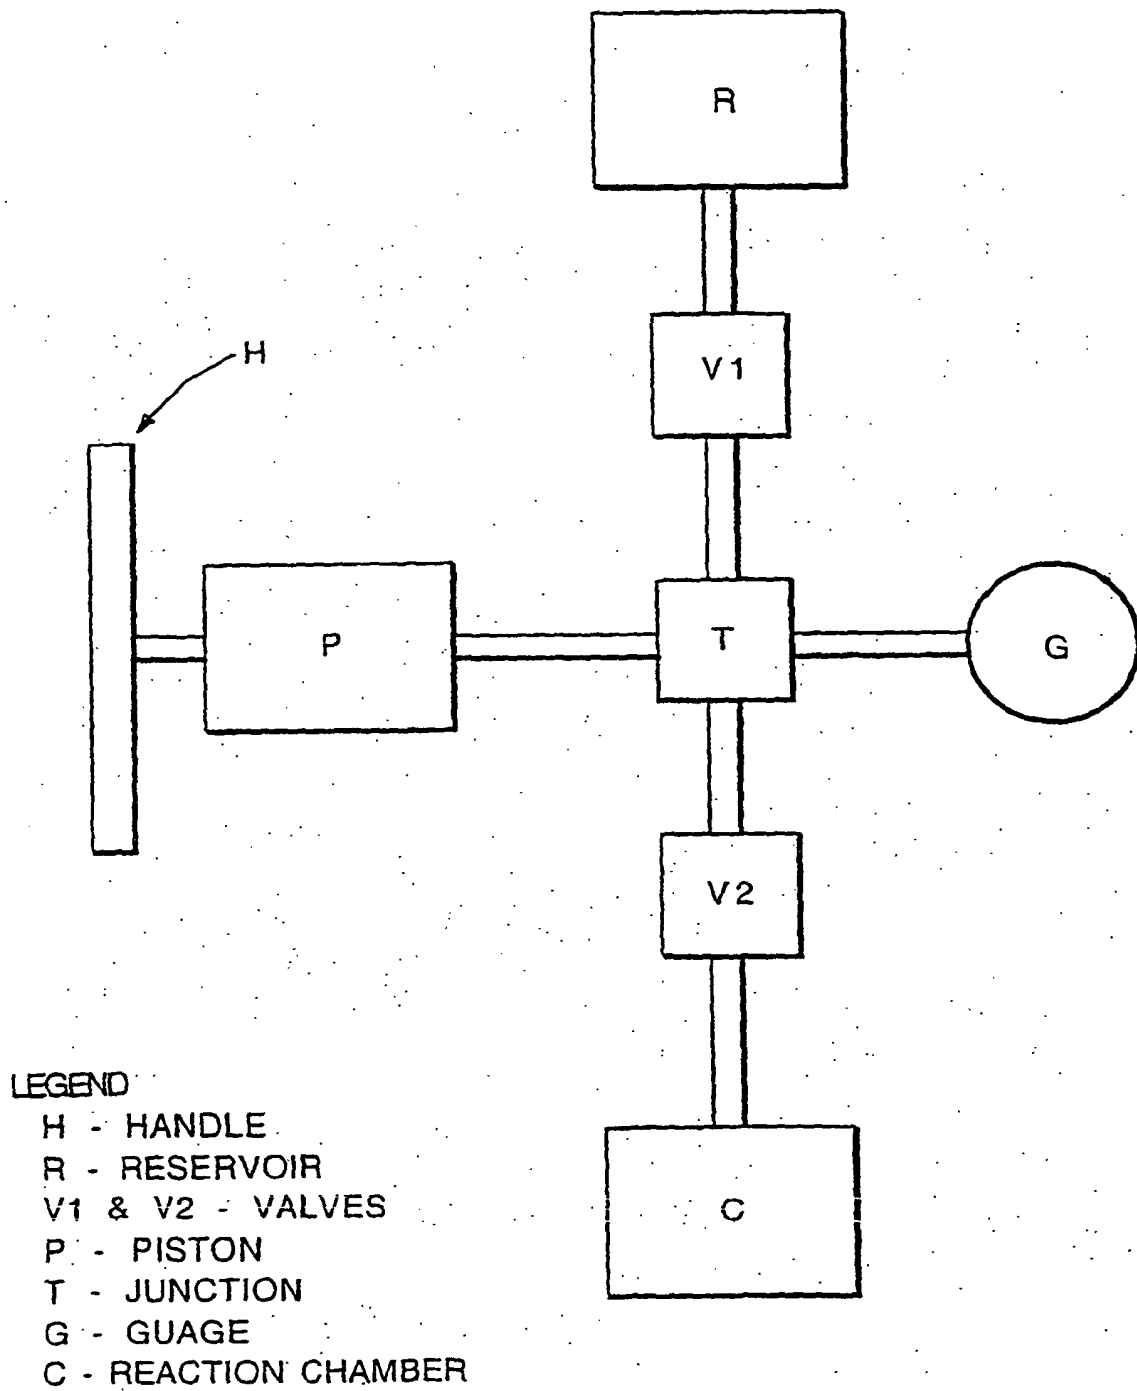 R
V1
H
P
T
G
V2
C
LEGEND
H - HANDLE
R - RESERVOIR
V1 & V2 - VALVES
P - PISTON
T - JUNCTION
G - GUAGE
C - REACTION CHAMBER